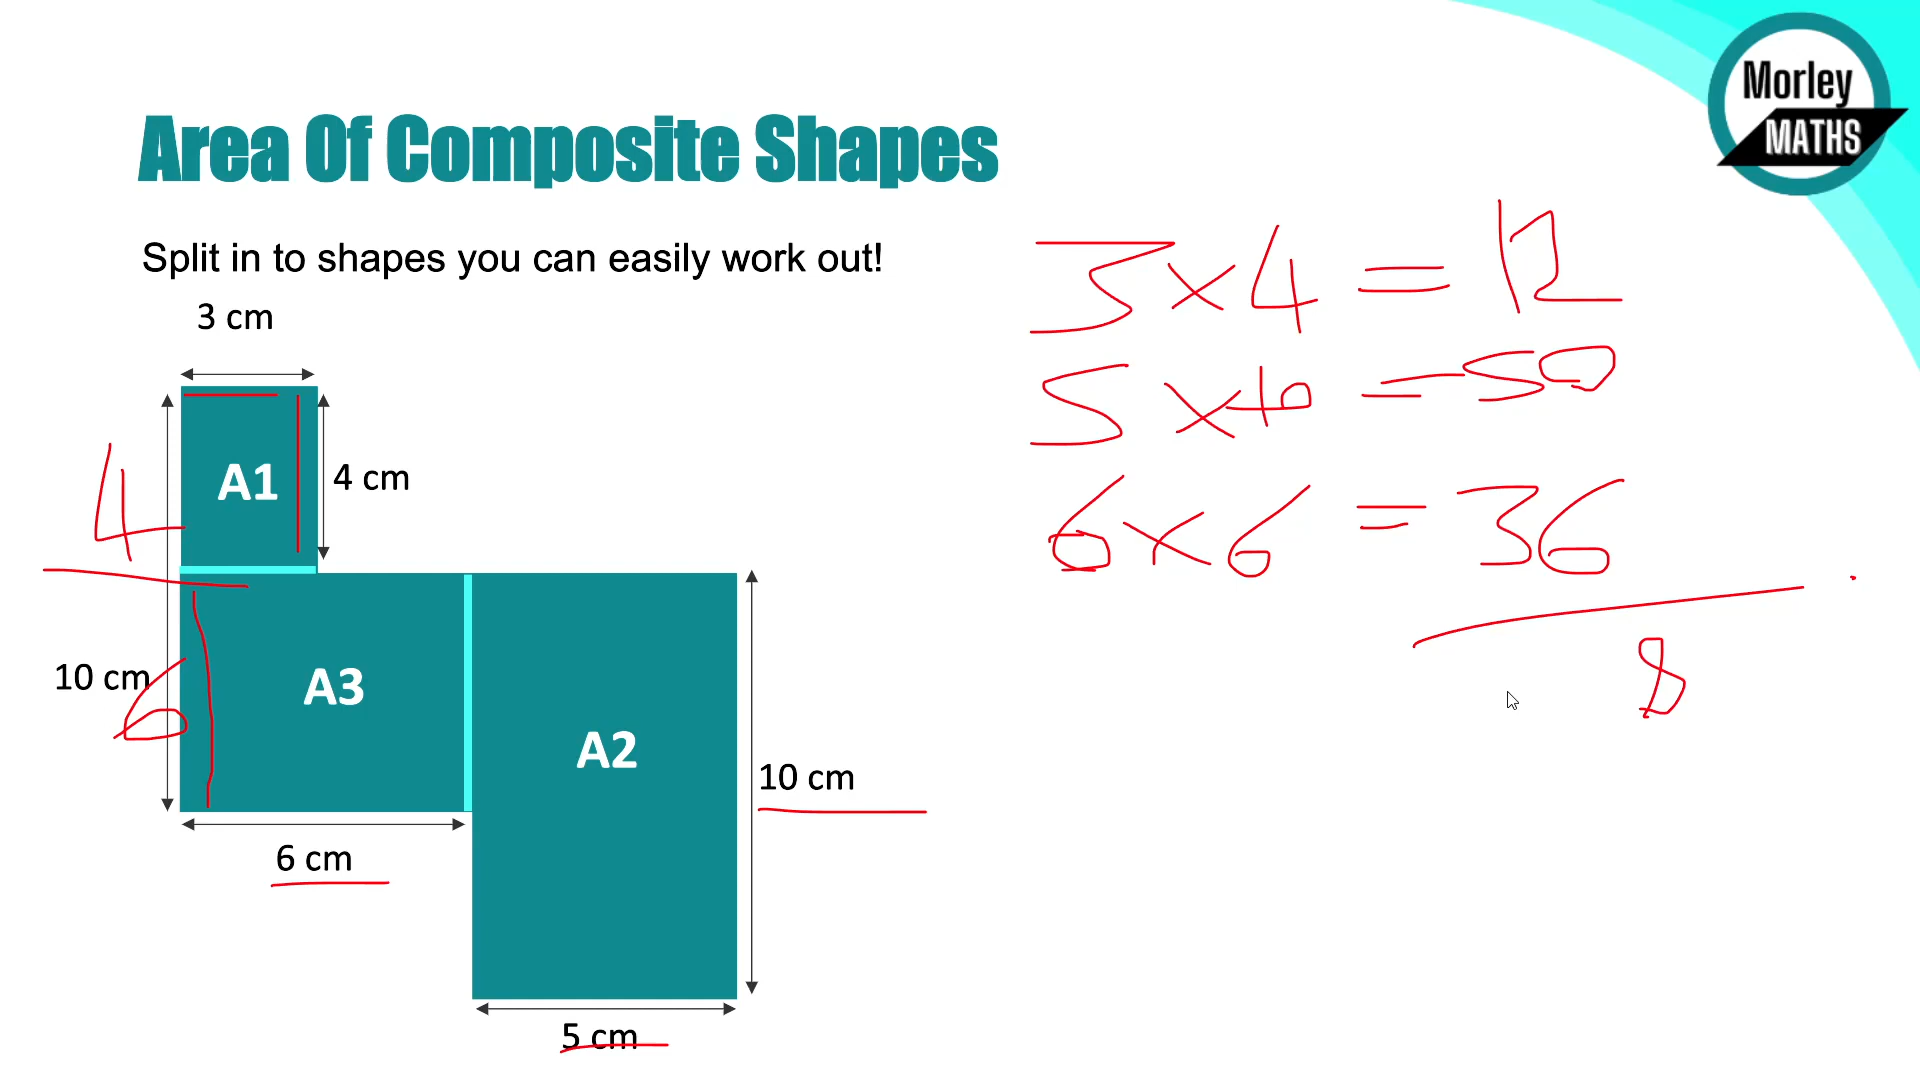 Morley
MATHS
Area Of Composite Shapes
Split in to shapes you can easily work out!
3 cm
3 x 4 = 12
5 x 10 = 50
6 x 6 = 36
8
4
A1
4 cm
10 cm
6
A3
A2
10 cm
6 cm
5 cm